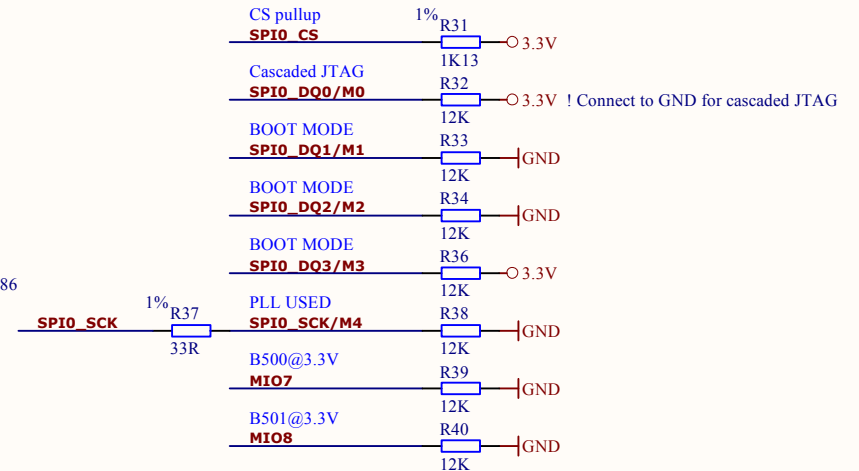 CS pullup
1%
R31
SPI0_CS
3.3V
1K13
Cascaded JTAG
R32
SPI0_DQ0/M0
3.3V ! Connect to GND for cascaded JTAG
12K
BOOT MODE
R33
SPI0_DQ1/M1
GND
12K
BOOT MODE
R34
SPI0_DQ2/M2
GND
12K
BOOT MODE
R36
SPI0_DQ3/M3
3.3V
12K
86
1%
R37
PLL USED
R38
SPI0_SCK
SPI0_SCK/M4
GND
33R
12K
B500@3.3V
R39
MIO7
GND
12K
B501@3.3V
R40
MIO8
GND
12K